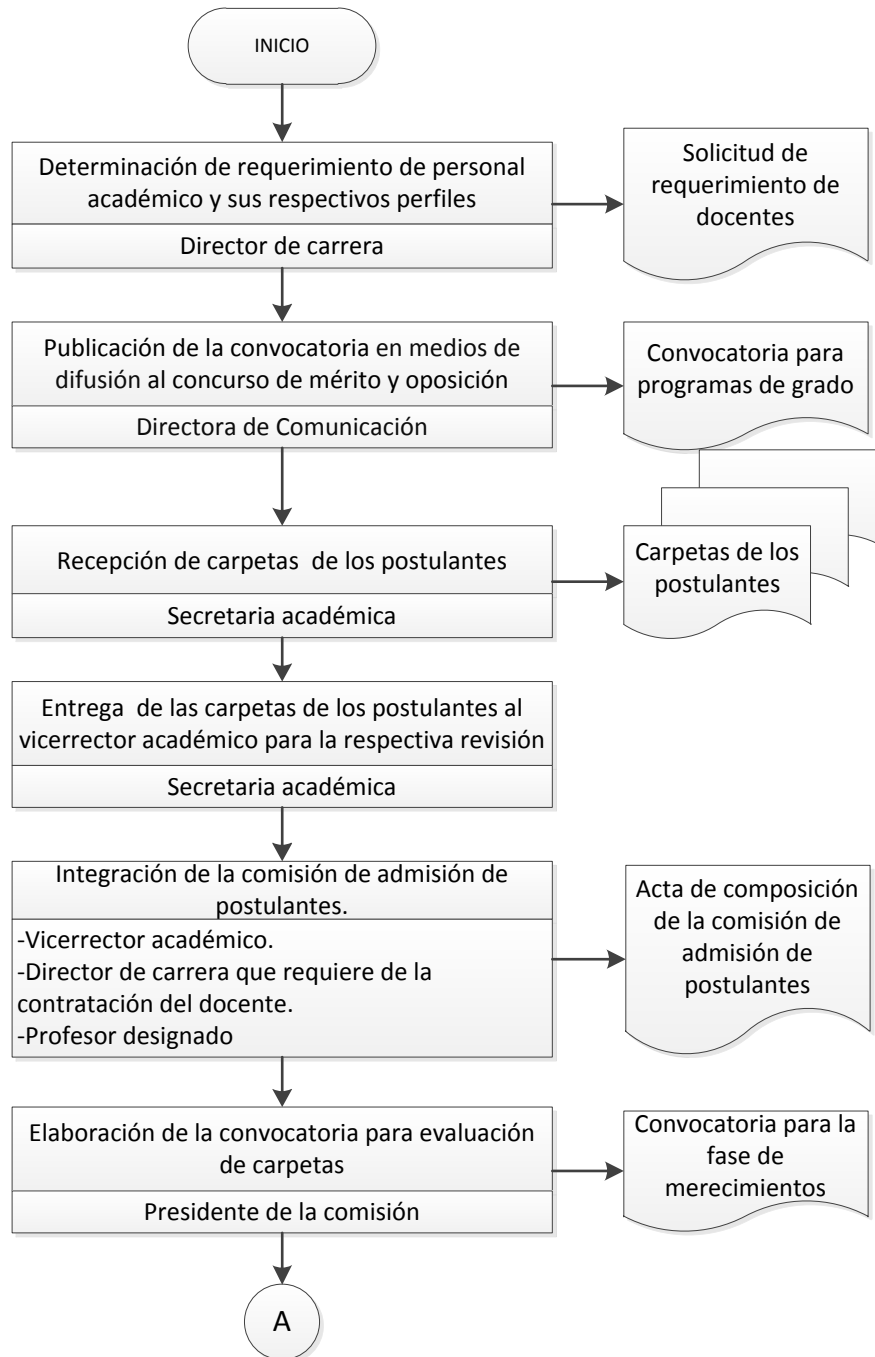 INICIO
Determinación de requerimiento de personal
académico y sus respectivos perfiles
Director de carrera
Solicitud de
requerimiento de
docentes
Publicación de la convocatoria en medios de
difusión al concurso de mérito y oposición
Directora de Comunicación
Convocatoria para
programas de grado
Recepción de carpetas de los postulantes
Secretaria académica
Carpetas de los
postulantes
Entrega de las carpetas de los postulantes al
vicerrector académico para la respectiva revisión
Secretaria académica
Integración de la comisión de admisión de
postulantes.
-Vicerrector académico.
-Director de carrera que requiere de la
contratación del docente.
-Profesor designado
Acta de composición
de la comisión de
admisión de
postulantes
Elaboración de la convocatoria para evaluación
de carpetas
Presidente de la comisión
Convocatoria para la
fase de
merecimientos
A